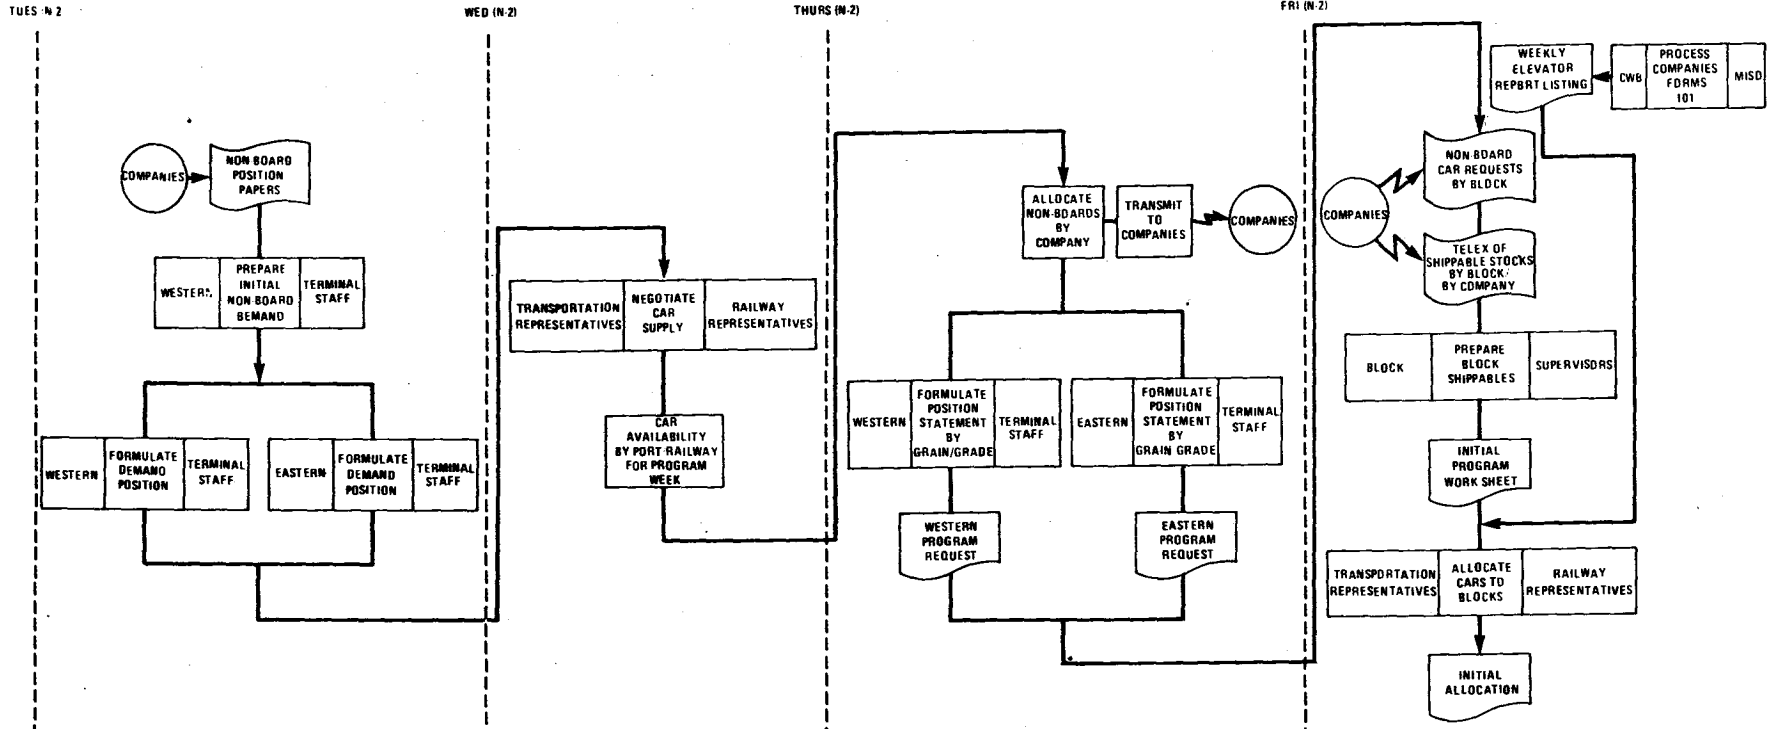 TUES N 2
WED (N-2)
THURS (N-2)
FRI (N-2)
COMPANIES
NON-BOARD
POSITION
PAPERS
WESTERN
PREPARE
INITIAL
NON-BOARD
BEMAND
TERMINAL
STAFF
WESTERN
FORMULATE
DEMAND
POSITION
TERMINAL
STAFF
EASTERN
FORMULATE
DEMAND
POSITION
TERMINAL
STAFF
TRANSPORTATION
REPRESENTATIVES
NEGOTIATE
CAR
SUPPLY
RAILWAY
REPRESENTATIVES
CAR
AVAILABILITY
BY PORT-RAILWAY
FOR PROGRAM
WEEK
ALLOCATE
NON-BOARDS
BY
COMPANY
TRANSMIT
TO
COMPANIES
COMPANIES
WESTERN
FORMULATE
POSITION
STATEMENT
BY
GRAIN/GRADE
TERMINAL
STAFF
EASTERN
FORMULATE
POSITION
STATEMENT
BY
GRAIN GRADE
TERMINAL
STAFF
WESTERN
PROGRAM
REQUEST
EASTERN
PROGRAM
REQUEST
WEEKLY
ELEVATOR
REPBRT LISTING
CWB
PROCESS
COMPANIES
FDRMS
101
MISD
NON-BOARD
CAR REQUESTS
BY BLOCK
COMPANIES
TELEX OF
SHIPPABLE STOCKS
BY BLOCK/
BY COMPANY
BLOCK
PREPARE
BLOCK
SHIPPABLES
SUPERVISDRS
INITIAL
PROGRAM
WORK SHEET
TRANSPDRTATION
REPRESENTATIVES
ALLOCATE
CARS TO
BLOCKS
RAILWAY
REPRESENTATIVES
INITIAL
ALLOCATION